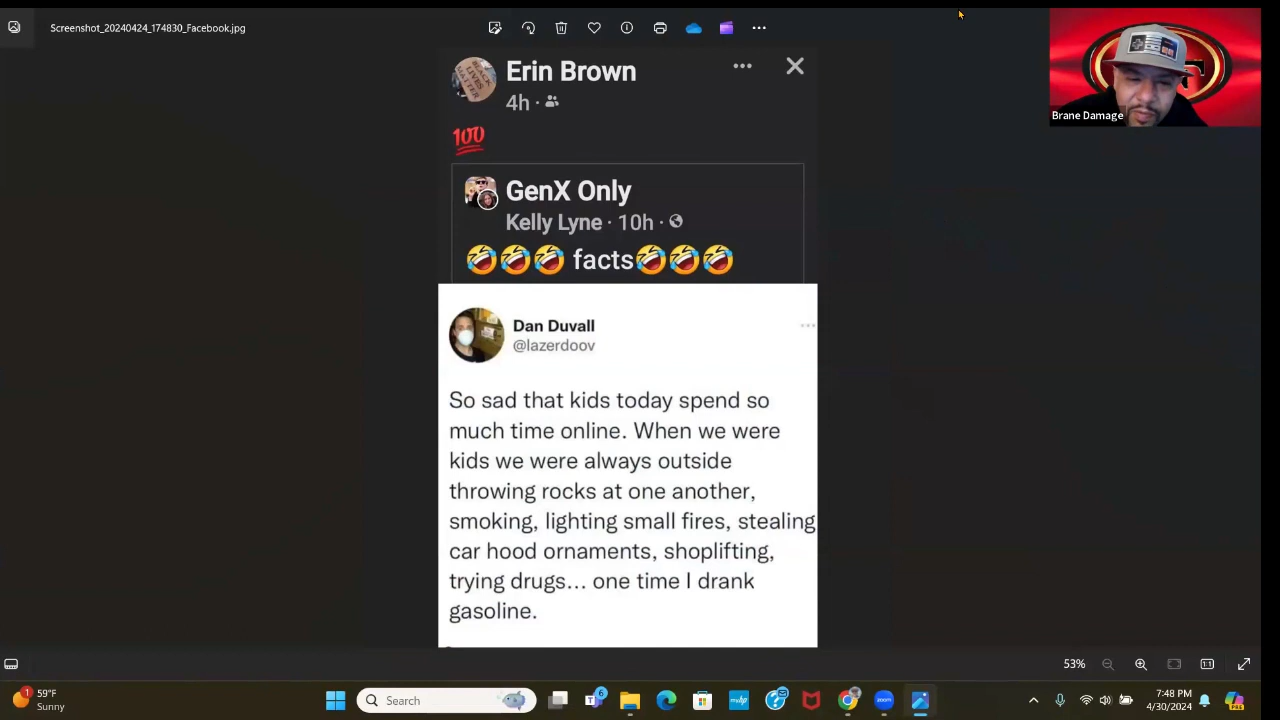 Screenshot_20240424_174830_Facebook.jpg
Erin Brown
4h ·
💯
GenX Only
Kelly Lyne · 10h ·
🤣🤣🤣 facts🤣🤣🤣
Dan Duvall
@lazerdoov
So sad that kids today spend so
much time online. When we were
kids we were always outside
throwing rocks at one another,
smoking, lighting small fires, stealing
car hood ornaments, shoplifting,
trying drugs... one time I drank
gasoline.
Brane Damage
53%
1
59°F
Sunny
Search
6
zoom
7:48 PM
4/30/2024